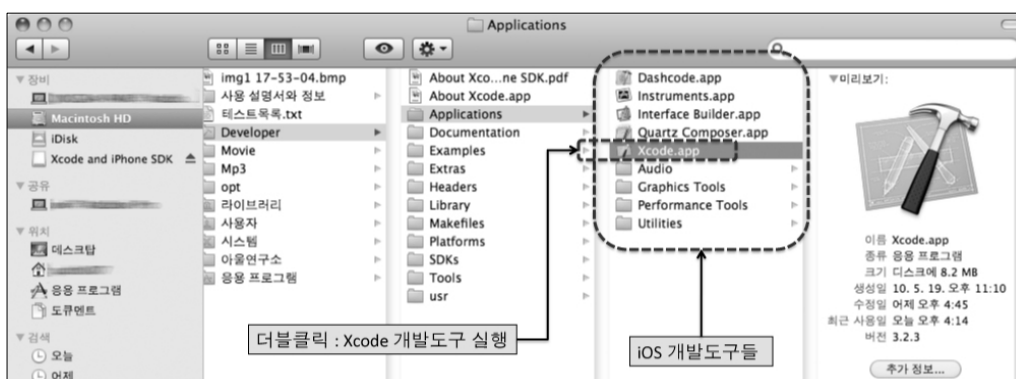 Applications
▼장비
Macintosh HD
iDisk
Xcode and iPhone SDK
▼공유
▼위치
데스크탑
응용 프로그램
도큐멘트
▼검색
오늘
어제
img1 17-53-04.bmp
사용 설명서와 정보
테스트목록.txt
Developer
Movie
Mp3
opt
라이브러리
사용자
시스템
아울연구소
응용 프로그램
About Xco...ne SDK.pdf
About Xcode.app
Applications
Documentation
Examples
Extras
Headers
Library
Makefiles
Platforms
SDKs
Tools
usr
Dashcode.app
Instruments.app
Interface Builder.app
Quartz Composer.app
Xcode.app
Audio
Graphics Tools
Performance Tools
Utilities
▼미리보기:
이름 Xcode.app
종류 응용 프로그램
크기 디스크에 8.2 MB
생성일 10. 5. 19. 오후 11:10
수정일 어제 오후 4:45
최근 사용일 오늘 오후 4:14
버전 3.2.3
추가 정보...
더블클릭 : Xcode 개발도구 실행
iOS 개발도구들